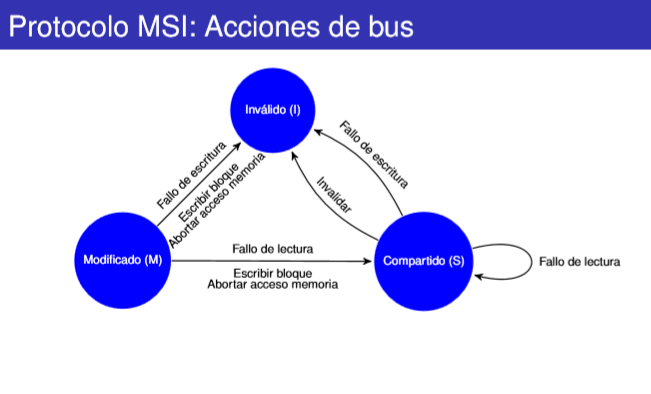 Protocolo MSI: Acciones de bus
Inválido (I)
Fallo de escritura
Escribir bloque
Abortar acceso memoria
Fallo de escritura
Invalidar
Modificado (M)
Fallo de lectura
Escribir bloque
Abortar acceso memoria
Compartido (S)
Fallo de lectura